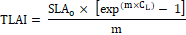 TLAI = SLAₒ × [exp^(m×C_L) − 1] / m